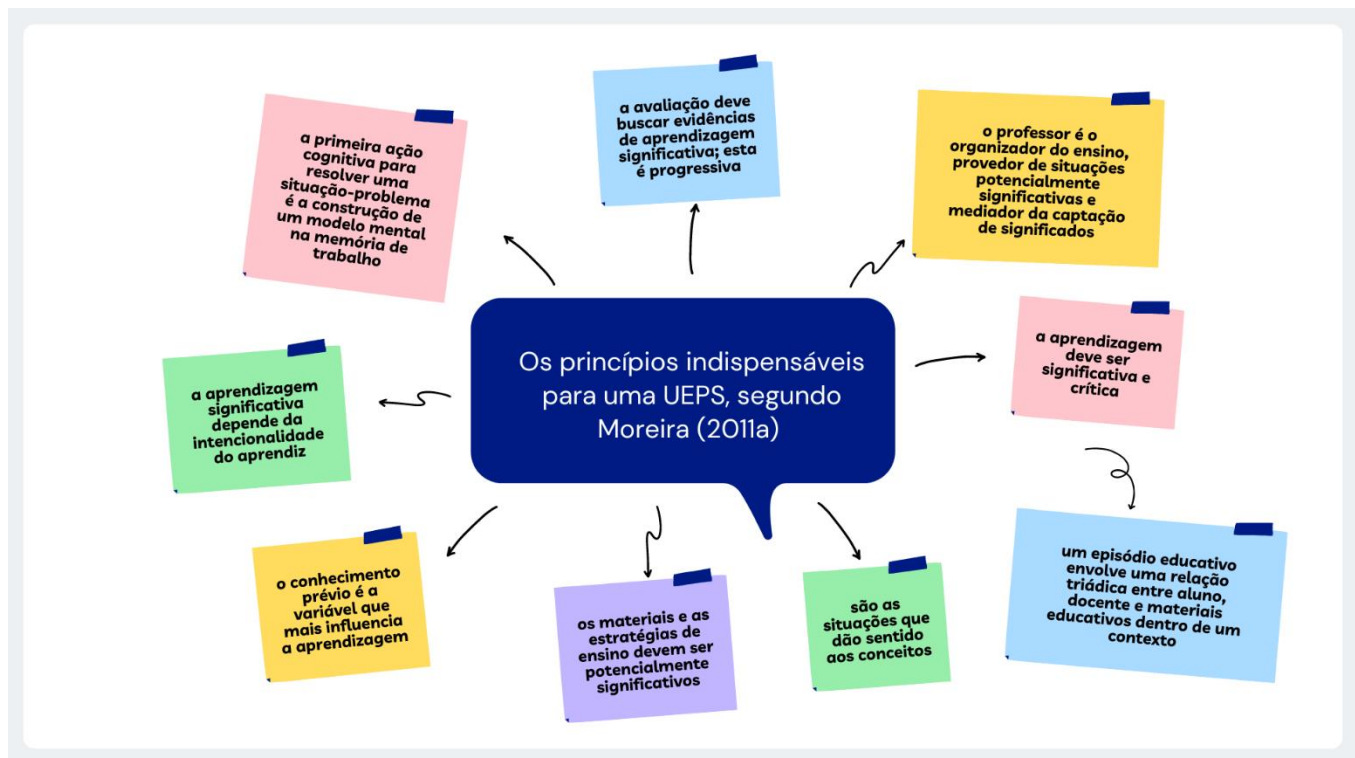 a avaliação deve
buscar evidências
de aprendizagem
significativa; esta
é progressiva
a primeira ação
cognitiva para
resolver uma
situação-problema
é a construção de
um modelo mental
na memória de
trabalho
o professor é o
organizador do ensino,
provedor de situações
potencialmente
significativas e
mediador da captação
de significados
Os princípios indispensáveis
para uma UEPS, segundo
Moreira (2011a)
a aprendizagem
deve ser
significativa e
crítica
a aprendizagem
significativa
depende da
intencionalidade
do aprendiz
o conhecimento
prévio é a
variável que
mais influencia
a aprendizagem
os materiais e as
estratégias de
ensino devem ser
potencialmente
significativos
são as
situações que
dão sentido
aos conceitos
um episódio educativo
envolve uma relação
triádica entre aluno,
docente e materiais
educativos dentro de um
contexto